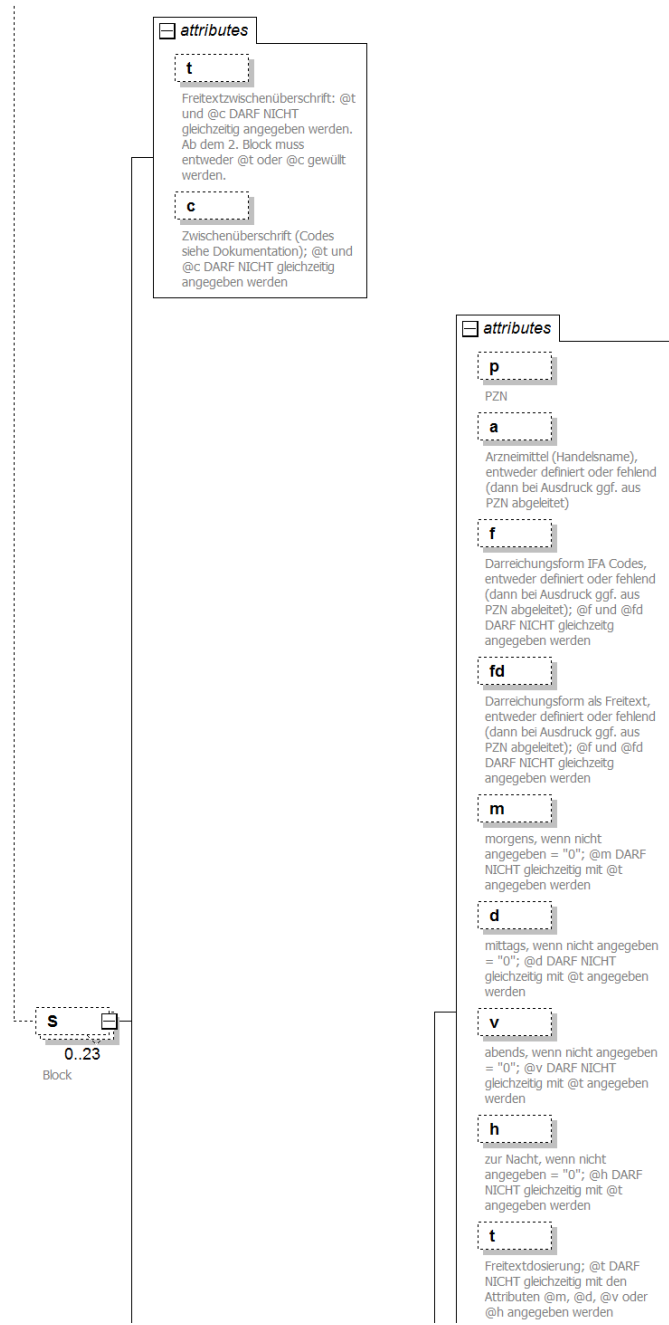 attributes
t
Freitextzwischenüberschrift: @t
und @c DARF NICHT
gleichzeitig angegeben werden.
Ab dem 2. Block muss
entweder @t oder @c gewüllt
werden.
c
Zwischenüberschrift (Codes
siehe Dokumentation); @t und
@c DARF NICHT gleichzeitig
angegeben werden
attributes
p
PZN
a
Arzneimittel (Handelsname),
entweder definiert oder fehlend
(dann bei Ausdruck ggf. aus
PZN abgeleitet)
f
Darreichungsform IFA Codes,
entweder definiert oder fehlend
(dann bei Ausdruck ggf. aus
PZN abgeleitet); @f und @fd
DARF NICHT gleichzeitg
angegeben werden
fd
Darreichungsform als Freitext,
entweder definiert oder fehlend
(dann bei Ausdruck ggf. aus
PZN abgeleitet); @f und @fd
DARF NICHT gleichzeitg
angegeben werden
m
morgens, wenn nicht
angegeben = "0"; @m DARF
NICHT gleichzeitig mit @t
angegeben werden
d
mittags, wenn nicht angegeben
= "0"; @d DARF NICHT
gleichzeitig mit @t angegeben
werden
s
0..23
Block
v
abends, wenn nicht angegeben
= "0"; @v DARF NICHT
gleichzeitig mit @t angegeben
werden
h
zur Nacht, wenn nicht
angegeben = "0"; @h DARF
NICHT gleichzeitig mit @t
angegeben werden
t
Freitextdosierung; @t DARF
NICHT gleichzeitig mit den
Attributen @m, @d, @v oder
@h angegeben werden